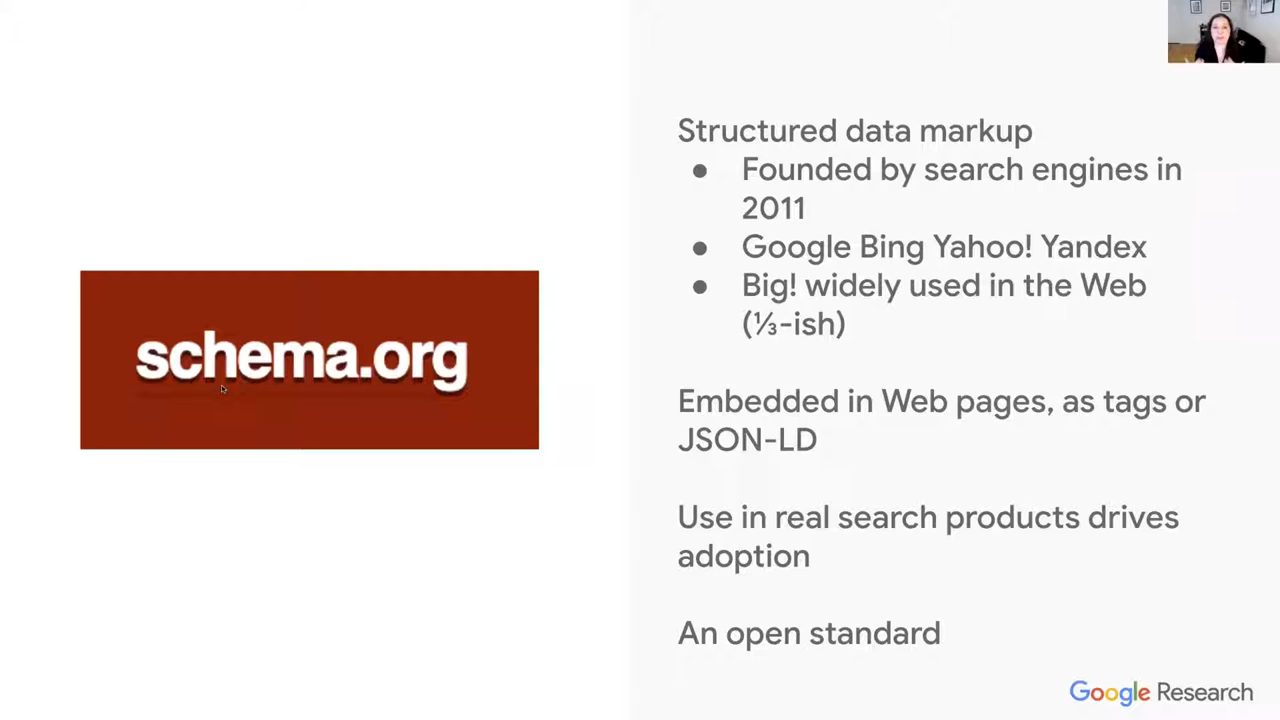 schema.org
Structured data markup
● Founded by search engines in
2011
● Google Bing Yahoo! Yandex
● Big! widely used in the Web
(⅓-ish)
Embedded in Web pages, as tags or
JSON-LD
Use in real search products drives
adoption
An open standard
Google Research